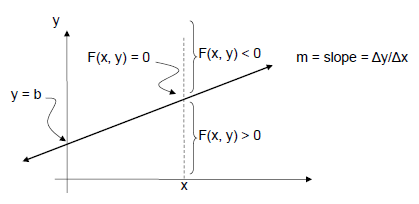 y
F(x, y) = 0
F(x, y) < 0
m = slope = Δy/Δx
y = b
F(x, y) > 0
x